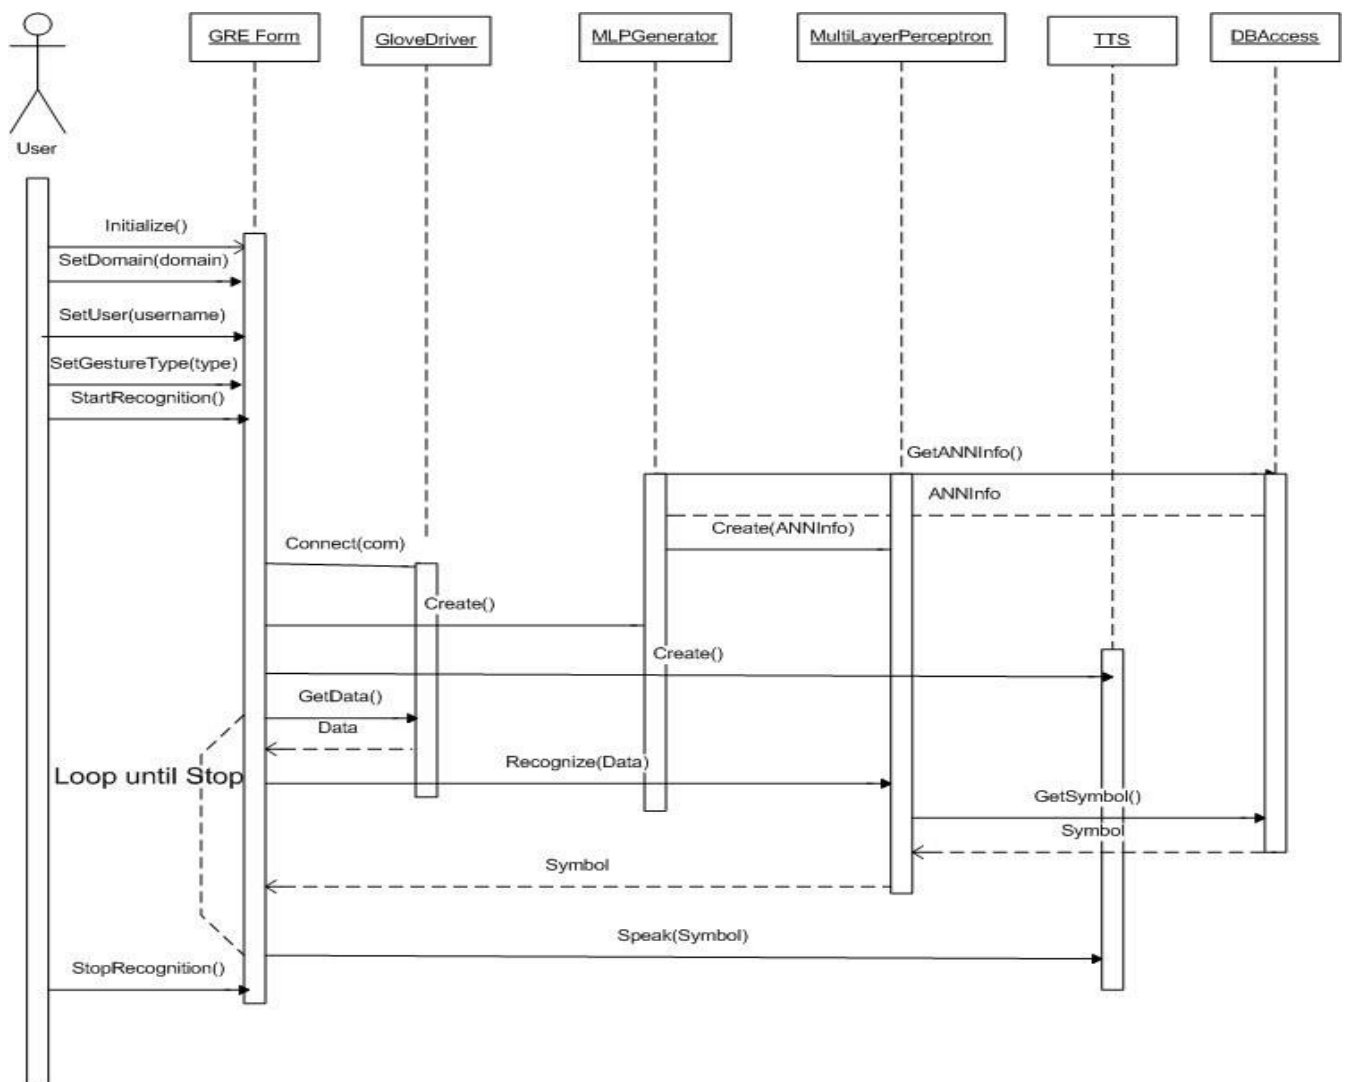 GRE Form
GloveDriver
MLPGenerator
MultiLayerPerceptron
TTS
DBAccess
User
Initialize()
SetDomain(domain)
SetUser(username)
SetGestureType(type)
StartRecognition()
GetANNInfo()
ANNInfo
Create(ANNInfo)
Connect(com)
Create()
Create()
GetData()
Data
Loop until Stop
Recognize(Data)
GetSymbol()
Symbol
Symbol
Speak(Symbol)
StopRecognition()